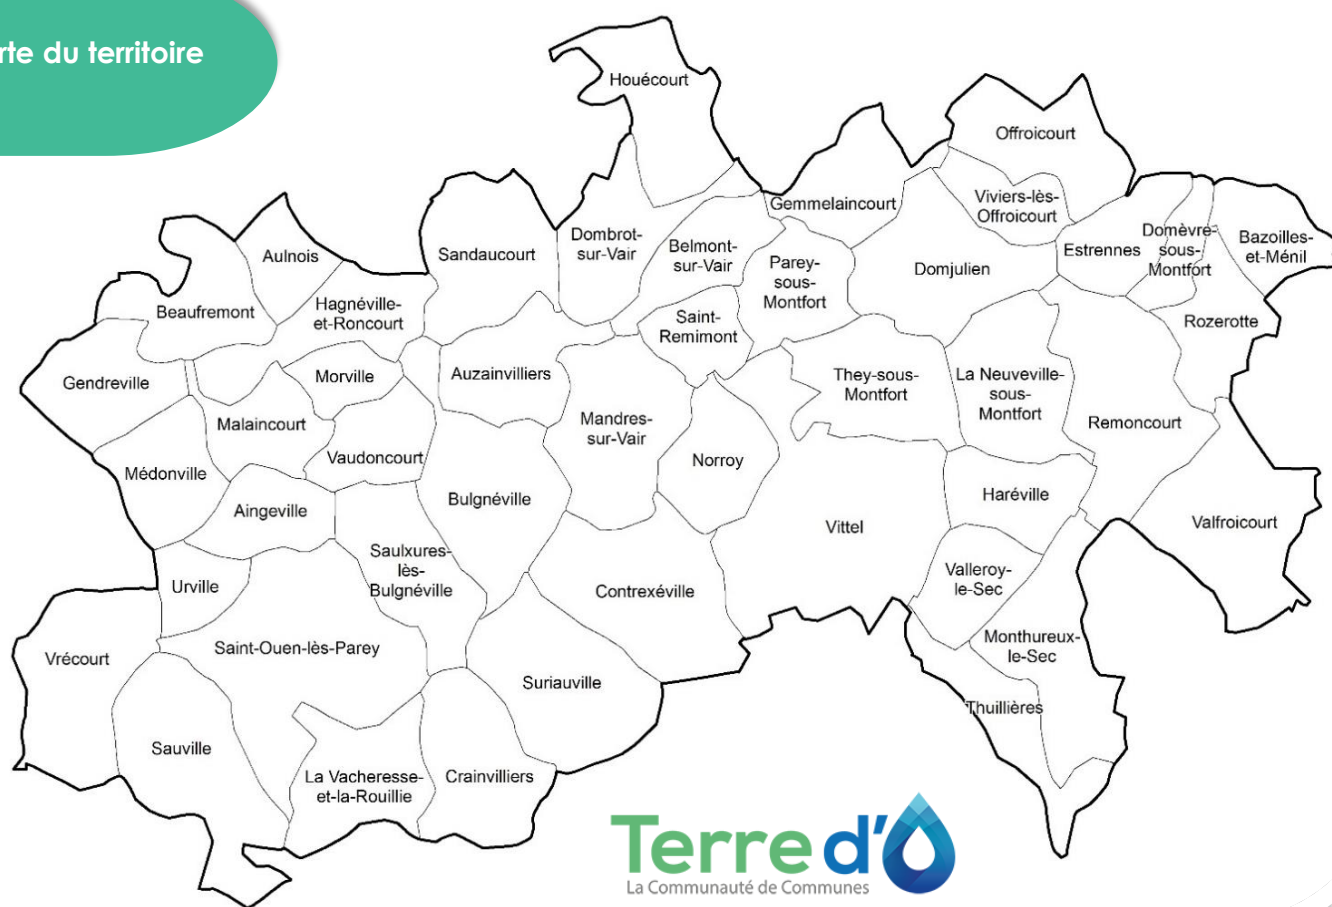 rte du territoire
Houécourt
Offroicourt
Gemmelaincourt
Viviers-lès-
Offroicourt
Aulnois
Sandaucourt
Dombrot-
sur-Vair
Belmont-
sur-Vair
Parey-
sous-
Montfort
Domjulien
Estrennes
Domèvre-
sous-
Montfort
Bazoilles-
et-Ménil
Beaufremont
Hagnéville-
et-Roncourt
Saint-
Remimont
Rozerotte
Gendreville
Morville
Auzainvilliers
They-sous-
Montfort
La Neuveville-
sous-
Montfort
Malaincourt
Mandres-
sur-Vair
Remoncourt
Vaudoncourt
Norroy
Médonville
Bulgnéville
Haréville
Aingeville
Vittel
Valfroicourt
Saulxures-
lès-
Bulgnéville
Urville
Contrexéville
Valleroy-
le-Sec
Vrécourt
Saint-Ouen-lès-Parey
Monthureux-
le-Sec
Suriauville
Thuillières
Sauville
La Vacheresse-
et-la-Rouillie
Crainvilliers
Terre d'O
La Communauté de Communes